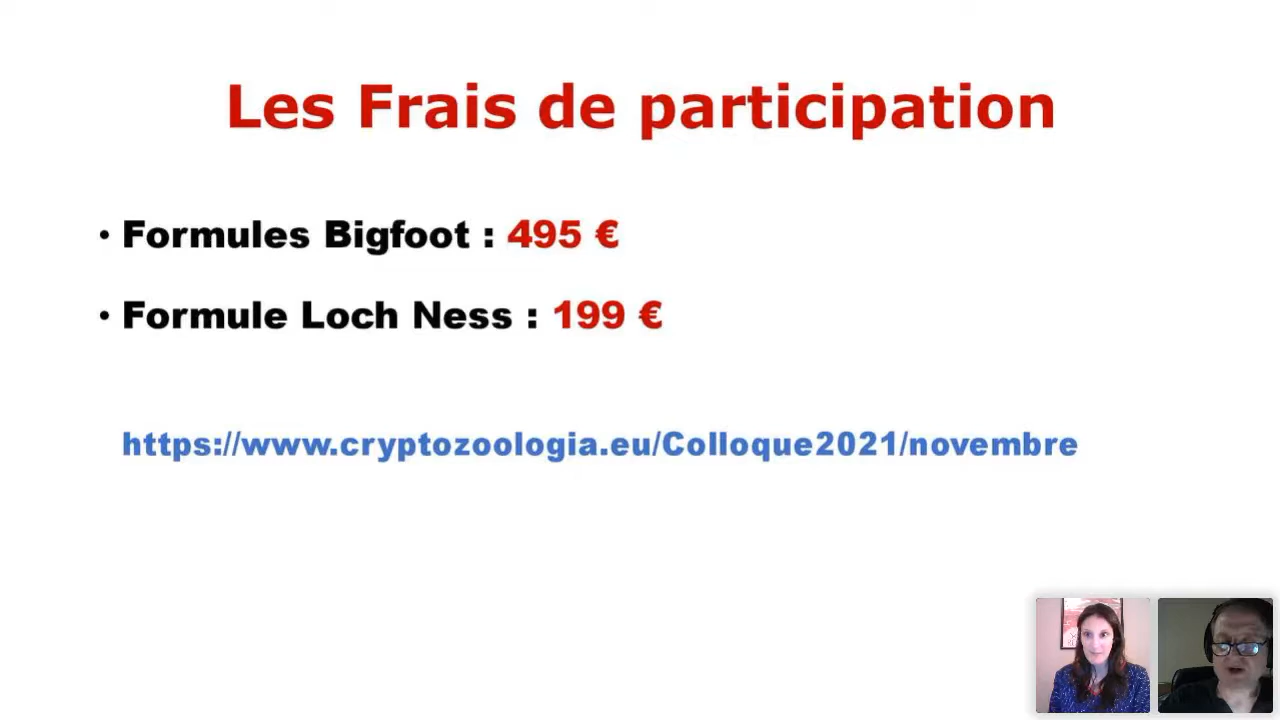 Les Frais de participation
• Formules Bigfoot : 495 €
• Formule Loch Ness : 199 €
https://www.cryptozoologia.eu/Colloque2021/novembre